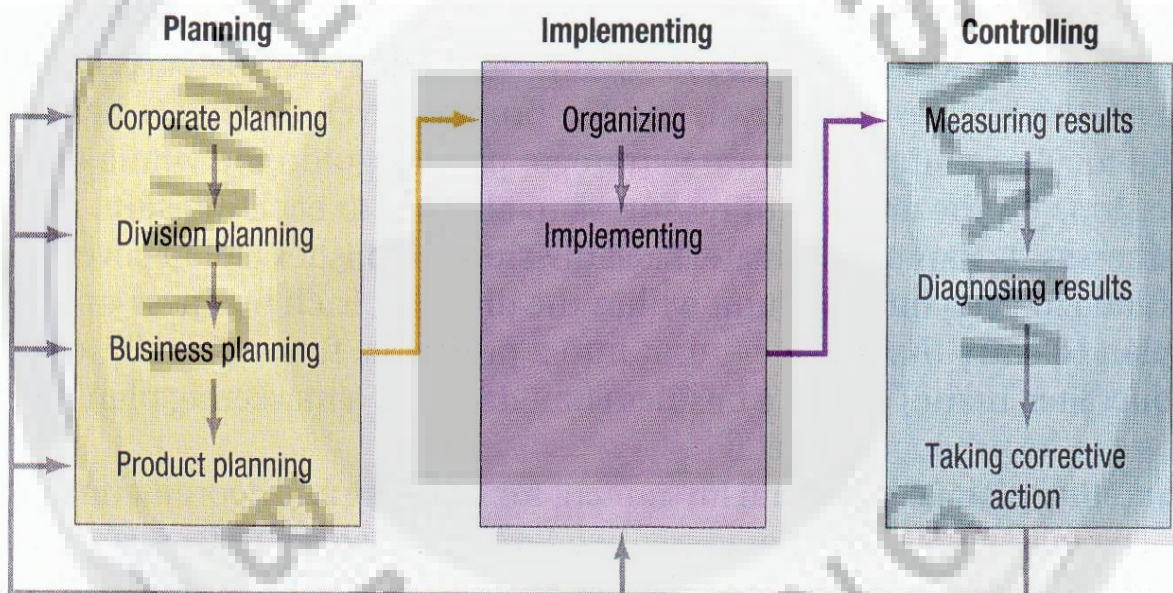 Planning
Corporate planning
Division planning
Business planning
Product planning
Implementing
Organizing
Implementing
Controlling
Measuring results
Diagnosing results
Taking corrective
action